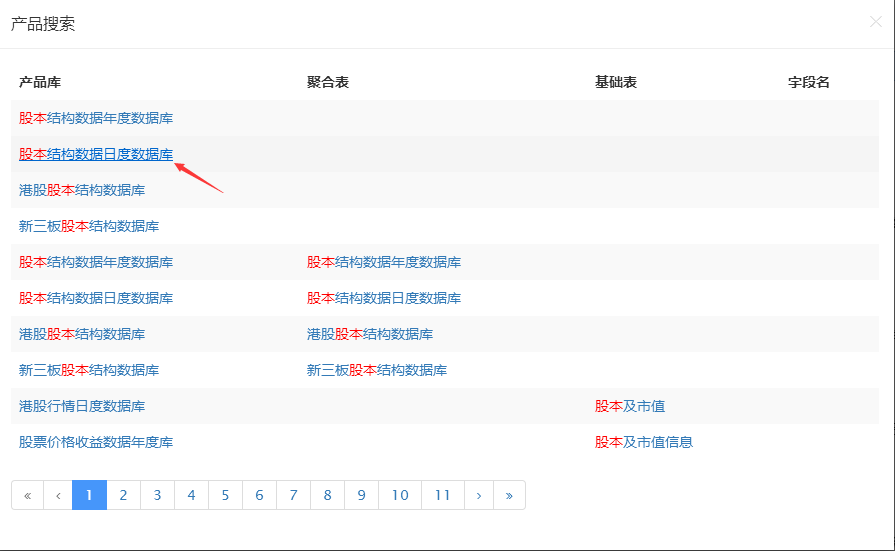 产品搜索
产品库 聚合表 基础表 字段名
股本结构数据年度数据库
股本结构数据日度数据库
港股股本结构数据库
新三板股本结构数据库
股本结构数据年度数据库 股本结构数据年度数据库
股本结构数据日度数据库 股本结构数据日度数据库
港股股本结构数据库 港股股本结构数据库
新三板股本结构数据库 新三板股本结构数据库
港股行情日度数据库 股本及市值
股票价格收益数据年度库 股本及市值信息
« ‹ 1 2 3 4 5 6 7 8 9 10 11 › »